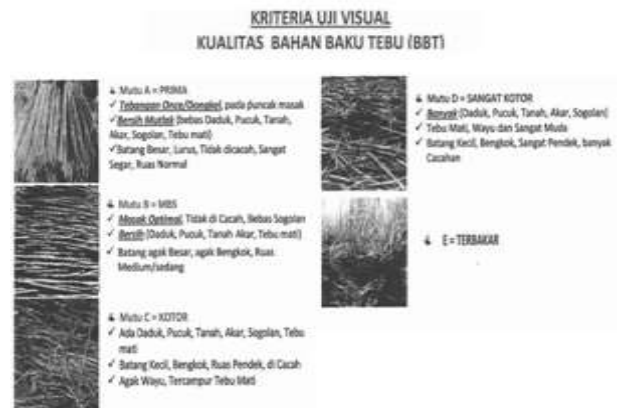 KRITERIA UJI VISUAL
KUALITAS BAHAN BAKU TEBU (BBT)
Mutu A = PRIMA
✓ Tebangan Once/Dongkel, pada puncak masak
✓ Bersih Mutlak (bebas Daduk, Pucuk, Tanah,
Akar, Sogolan, Tebu mati)
✓ Batang Besar, Lurus, Tidak dicacah, Sangat
Segar, Ruas Normal
Mutu B = MBS
✓ Masak Optimal, Tidak di Cacah, Bebas Sogolan
✓ Bersih (Daduk, Pucuk, Tanah Akar, Tebu mati)
✓ Batang agak Besar, agak Bengkok, Ruas
Medium/sedang
Mutu C = KOTOR
✓ Ada Daduk, Pucuk, Tanah, Akar, Sogolan, Tebu
mati
✓ Batang Kecil, Bengkok, Ruas Pendek, di Cacah
✓ Agak Wayu, Tercampur Tebu Mati
Mutu D = SANGAT KOTOR
✓ Banyak (Daduk, Pucuk, Tanah, Akar, Sogolan)
✓ Tebu Mati, Wayu dan Sangat Muda
✓ Batang Kecil, Bengkok, Sangat Pendek, banyak
Cacahan
E = TERBAKAR